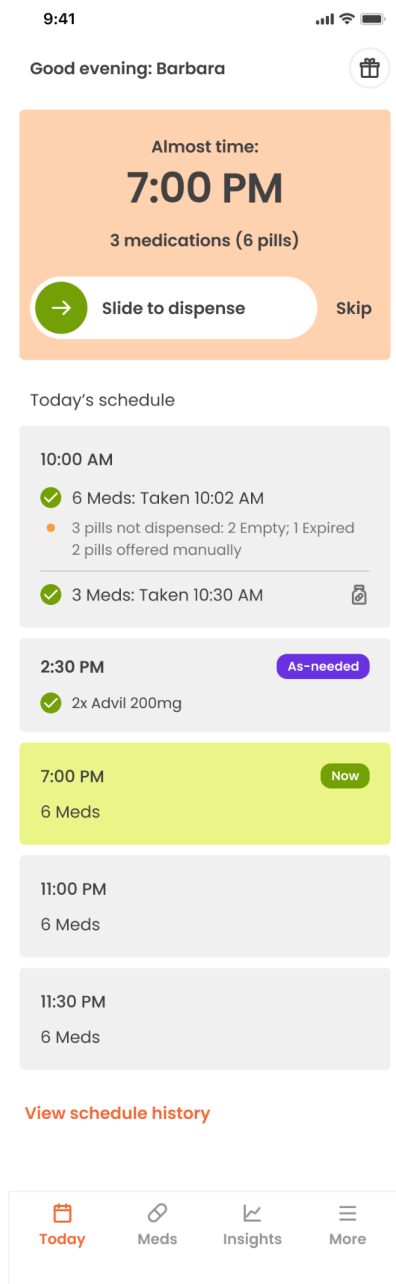 9:41
Good evening: Barbara
Almost time:
7:00 PM
3 medications (6 pills)
Slide to dispense
Skip
Today's schedule
10:00 AM
6 Meds: Taken 10:02 AM
3 pills not dispensed: 2 Empty; 1 Expired
2 pills offered manually
3 Meds: Taken 10:30 AM
2:30 PM
As-needed
2x Advil 200mg
7:00 PM
Now
6 Meds
11:00 PM
6 Meds
11:30 PM
6 Meds
View schedule history
Today
Meds
Insights
More